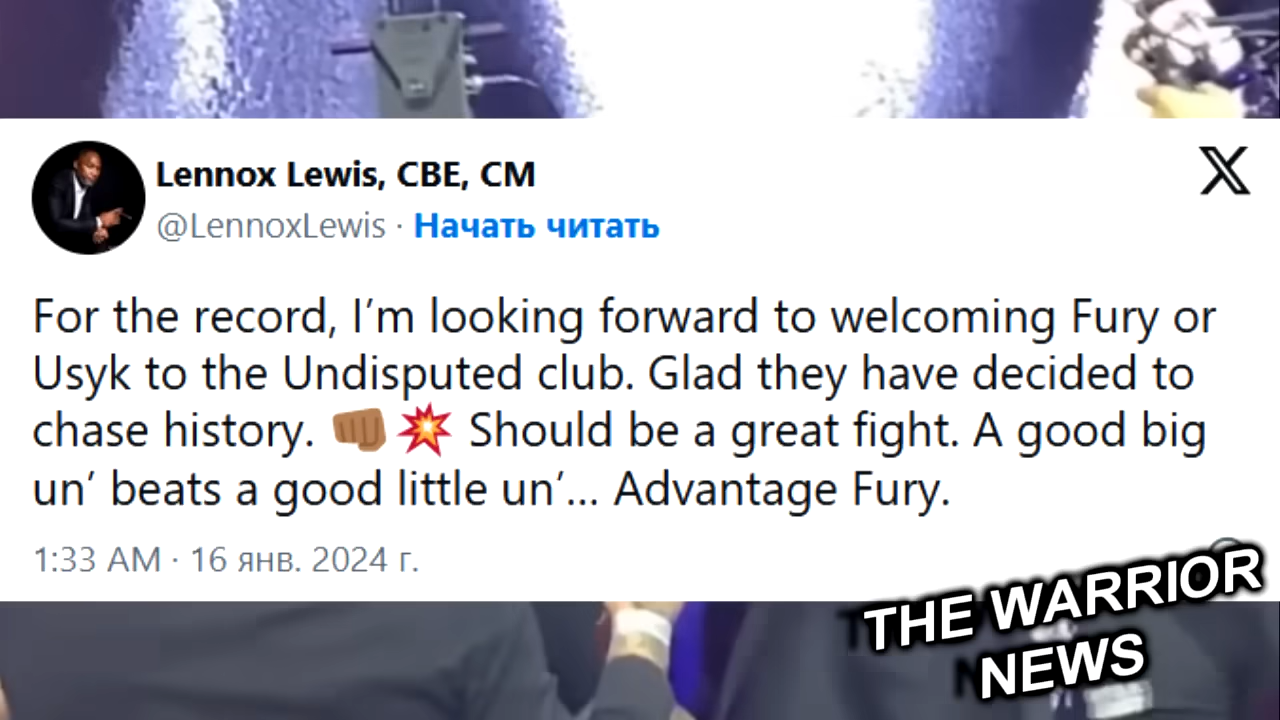 Lennox Lewis, CBE, CM
@LennoxLewis · Начать читать
For the record, I’m looking forward to welcoming Fury or
Usyk to the Undisputed club. Glad they have decided to
chase history. 👊🏾💥 Should be a great fight. A good big
un’ beats a good little un’... Advantage Fury.
1:33 AM · 16 янв. 2024 г.
THE WARRIOR
NEWS